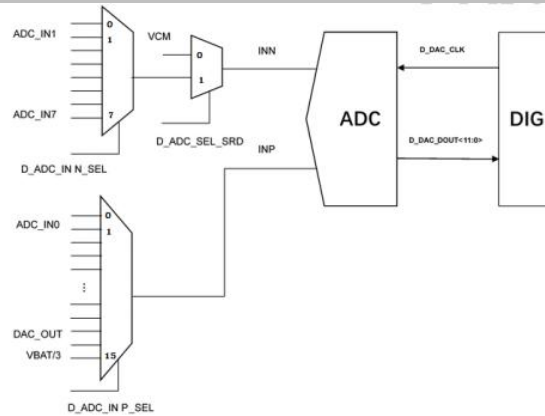 ADC_IN1
0
1
VCM
0
1
INN
D_DAC_CLK
ADC
DIG
ADC_IN7
7
D_ADC_SEL_SRD
D_DAC_DOUT<11:0>
D_ADC_IN N_SEL
INP
ADC_IN0
0
1
⋮
DAC_OUT
VBAT/3
15
D_ADC_IN P_SEL